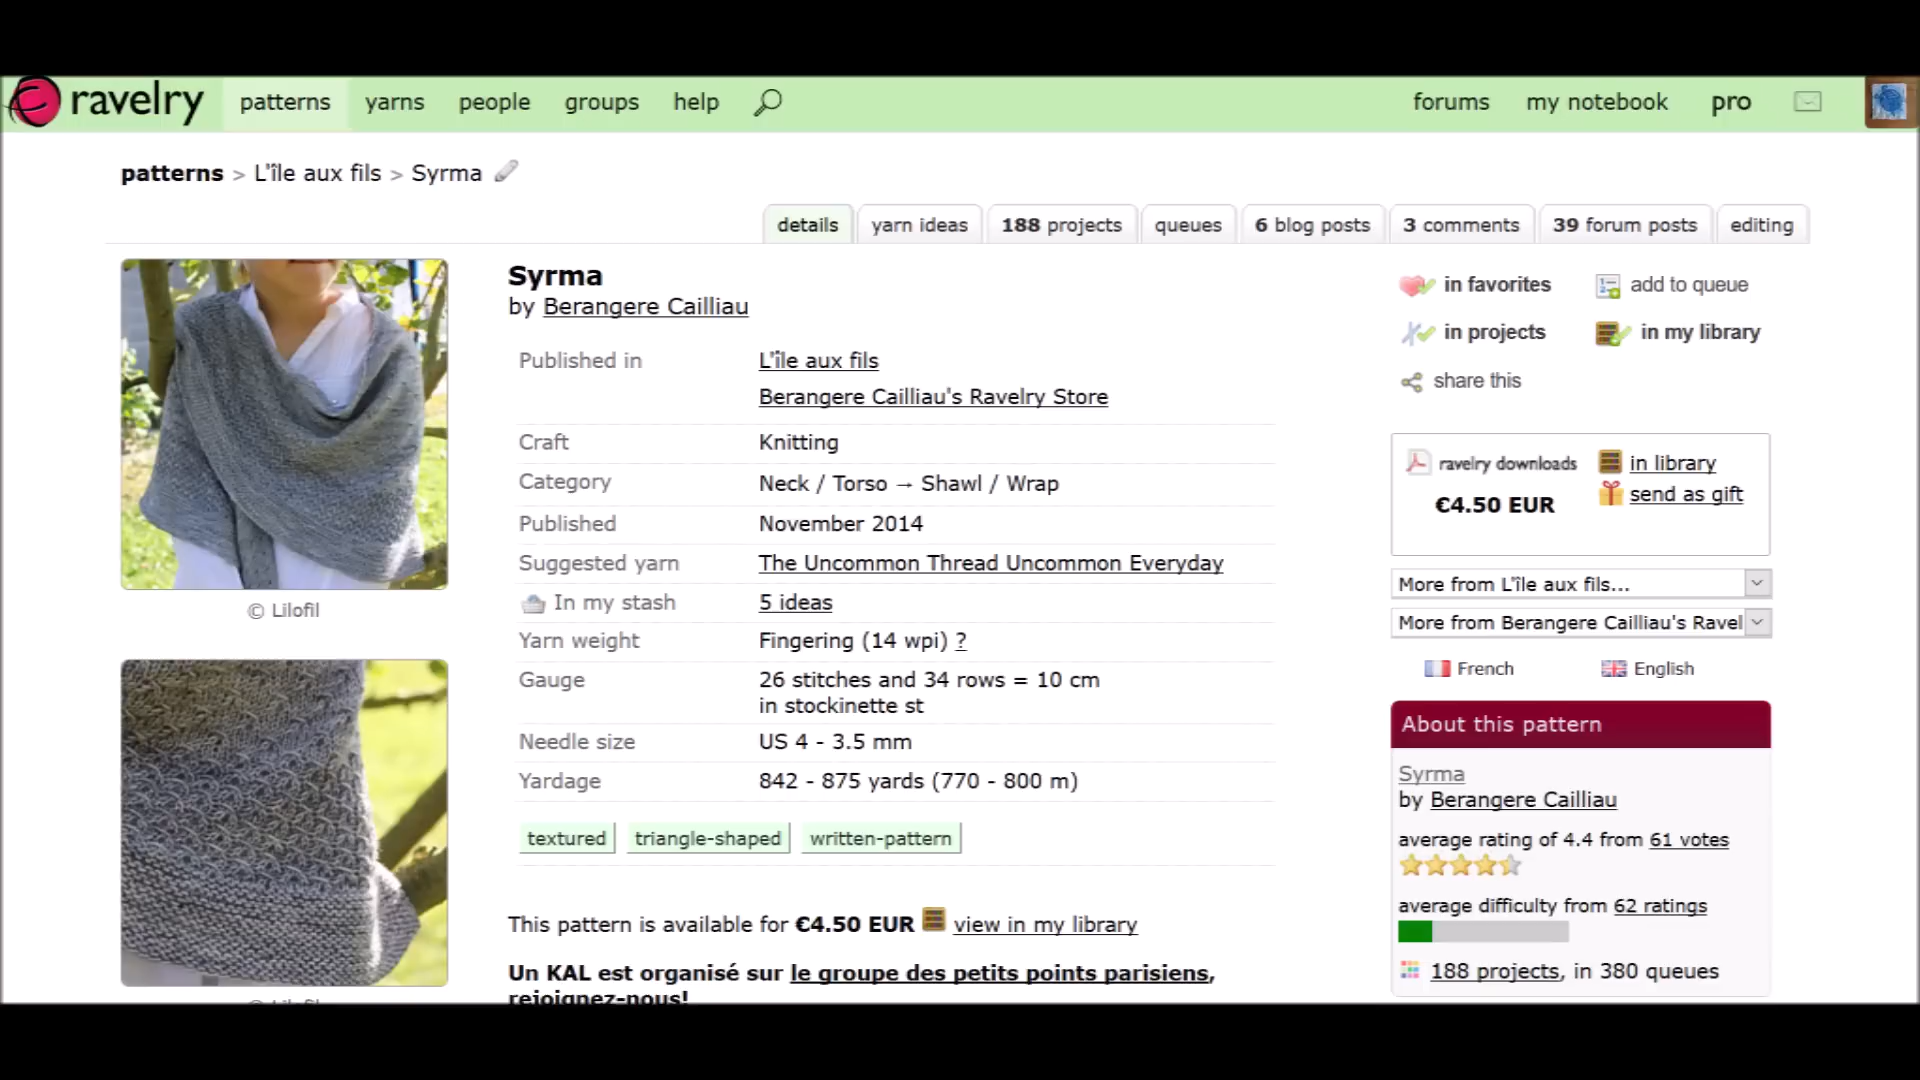 ravelry
patterns
yarns
people
groups
help
forums
my notebook
pro
patterns > L'île aux fils > Syrma
details
yarn ideas
188 projects
queues
6 blog posts
3 comments
39 forum posts
editing
© Lilofil
Syrma
by Berangere Cailliau
Published in L'île aux fils
Berangere Cailliau's Ravelry Store
Craft Knitting
Category Neck / Torso → Shawl / Wrap
Published November 2014
Suggested yarn The Uncommon Thread Uncommon Everyday
In my stash 5 ideas
Yarn weight Fingering (14 wpi) ?
Gauge 26 stitches and 34 rows = 10 cm
in stockinette st
Needle size US 4 - 3.5 mm
Yardage 842 - 875 yards (770 - 800 m)
textured triangle-shaped written-pattern
This pattern is available for €4.50 EUR view in my library
Un KAL est organisé sur le groupe des petits points parisiens,
rejoignez-nous!
in favorites add to queue
in projects in my library
share this
ravelry downloads in library
€4.50 EUR send as gift
More from L'île aux fils...
More from Berangere Cailliau's Ravel
French English
About this pattern
Syrma
by Berangere Cailliau
average rating of 4.4 from 61 votes
average difficulty from 62 ratings
188 projects, in 380 queues